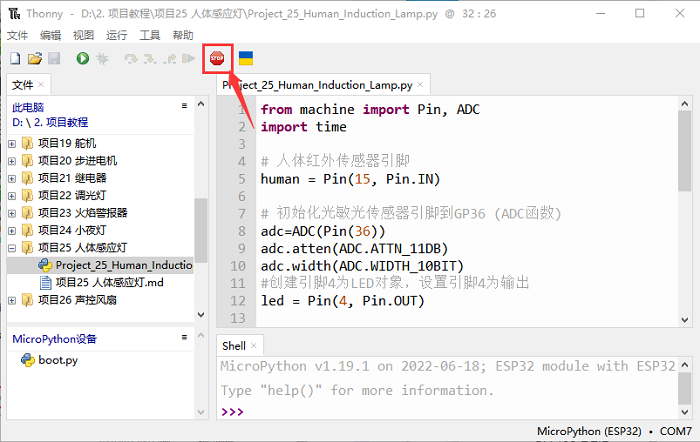 Thonny - D:\2. 项目教程\项目25 人体感应灯\Project_25_Human_Induction_Lamp.py @ 32 : 26
文件 编辑 视图 运行 工具 帮助
STOP
文件 ×
此电脑
D: \ 2. 项目教程
项目19 舵机
项目20 步进电机
项目21 继电器
项目22 调光灯
项目23 火焰警报器
项目24 小夜灯
项目25 人体感应灯
Project_25_Human_Inductio
项目25 人体感应灯.md
项目26 声控风扇
MicroPython设备
boot.py
Project_25_Human_Induction_Lamp.py ×
1 from machine import Pin, ADC
2 import time
3
4 # 人体红外传感器引脚
5 human = Pin(15, Pin.IN)
6
7 # 初始化光敏光传感器引脚到GP36 (ADC函数)
8 adc=ADC(Pin(36))
9 adc.atten(ADC.ATTN_11DB)
10 adc.width(ADC.WIDTH_10BIT)
11 #创建引脚4为LED对象，设置引脚4为输出
12 led = Pin(4, Pin.OUT)
13
Shell ×
MicroPython v1.19.1 on 2022-06-18; ESP32 module with ESP32
Type "help()" for more information.
>>>
MicroPython (ESP32) • COM7